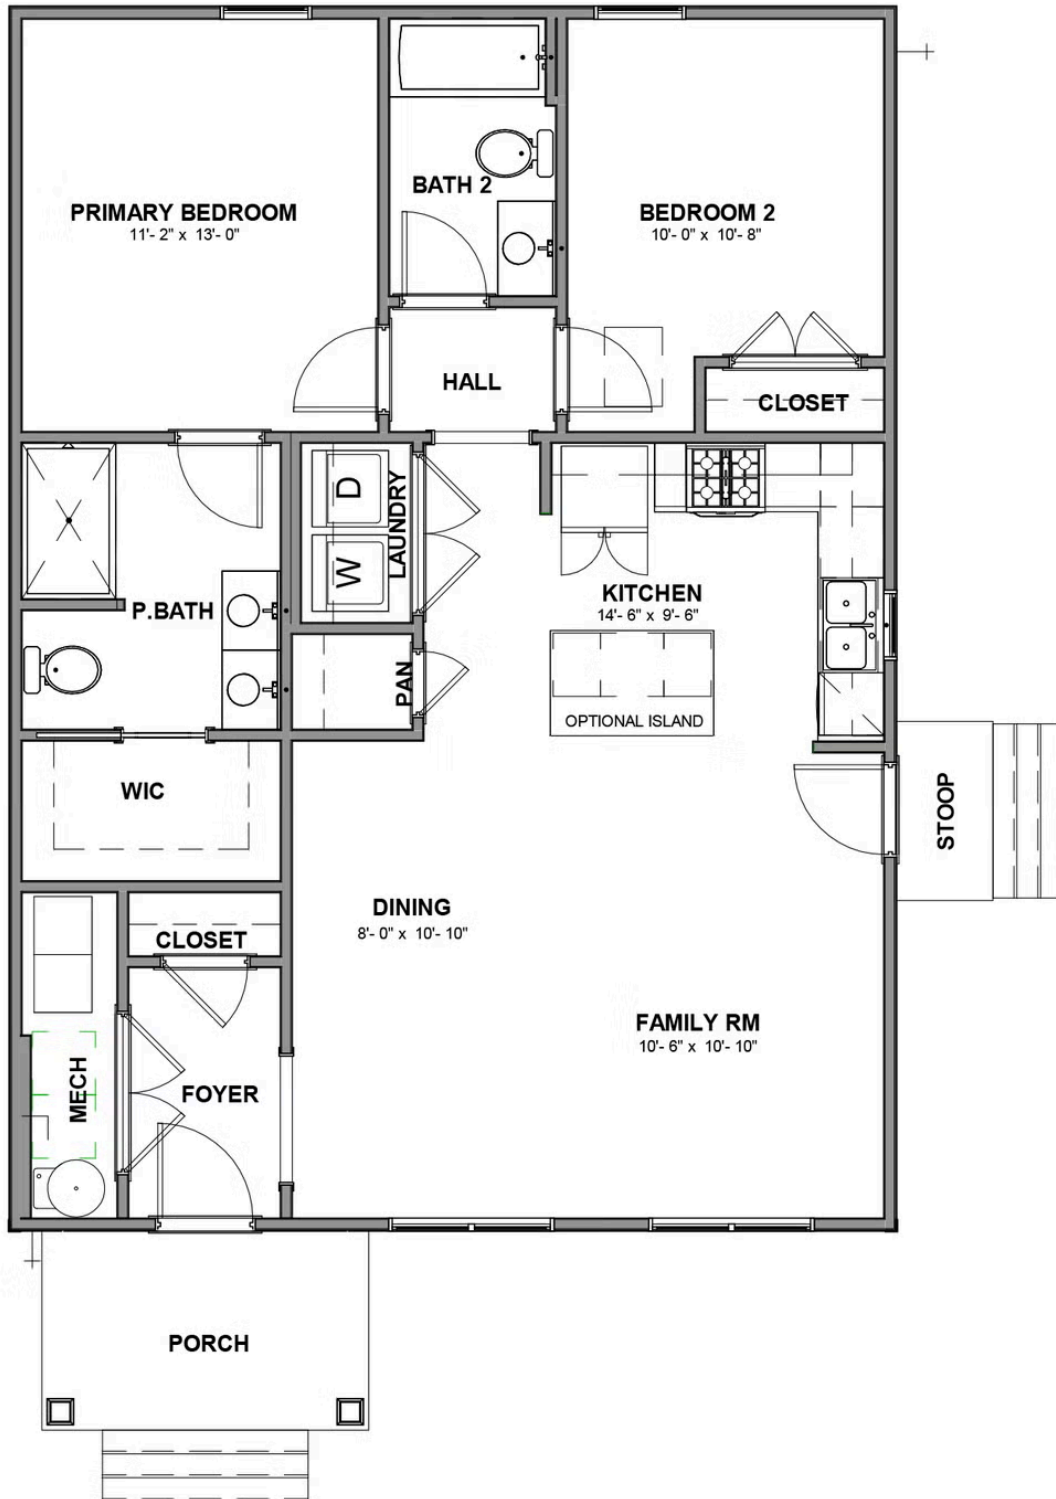 BATH 2
PRIMARY BEDROOM
11'- 2" x 13'- 0"
BEDROOM 2
10'- 0" x 10'- 8"
HALL
CLOSET
D
LAUNDRY
W
KITCHEN
14'- 6" x 9'- 6"
P.BATH
PAN
OPTIONAL ISLAND
WIC
STOOP
DINING
8'- 0" x 10'- 10"
CLOSET
FAMILY RM
10'- 6" x 10'- 10"
MECH
FOYER
PORCH